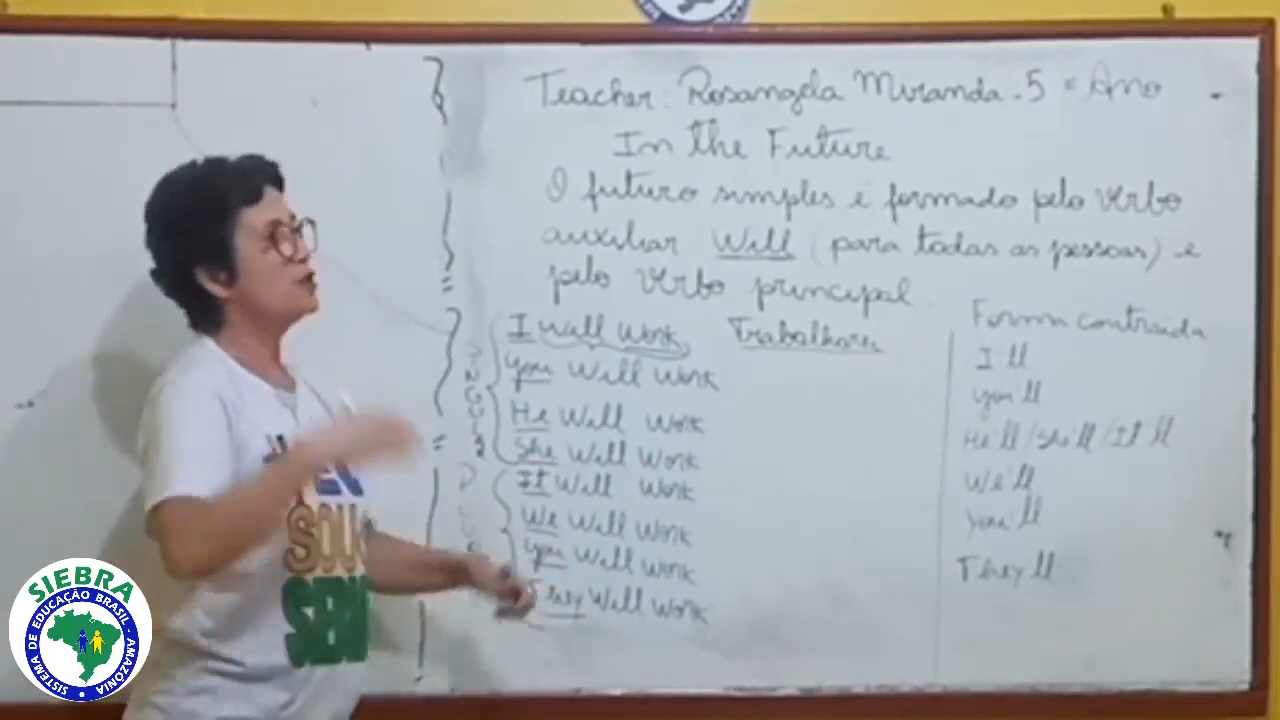 Teacher: Rosangela Miranda. 5º Ano
In the Future
O futuro simples é formado pelo verbo
auxiliar Will (para todas as pessoas) e
pelo verbo principal.
I will work Trabalharei
you Will work
He Will work
She Will work
It Will work
We Will work
you Will work
They Will work
Forma contraida
I'll
you'll
He'll/She'll/It'll
We'll
you'll
They'll
SOU
SIEBRA
SISTEMA DE EDUCAÇÃO BRASIL - AMAZÔNIA